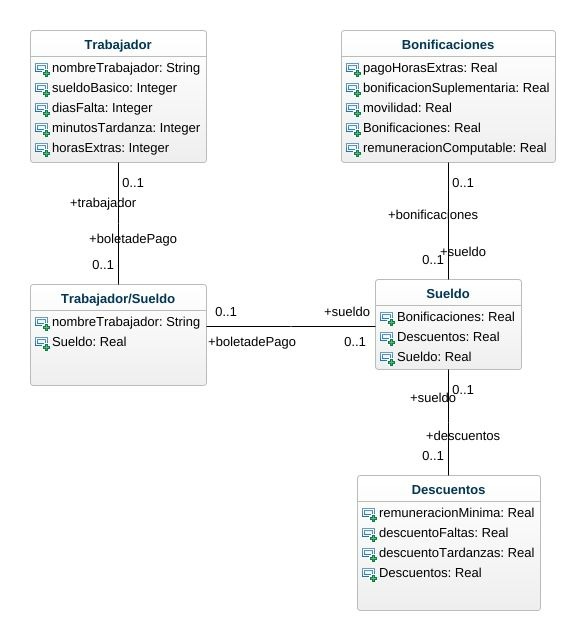 Trabajador
nombreTrabajador: String
sueldoBasico: Integer
diasFalta: Integer
minutosTardanza: Integer
horasExtras: Integer
0..1
+trabajador
+boletadePago
0..1
Bonificaciones
pagoHorasExtras: Real
bonificacionSuplementaria: Real
movilidad: Real
Bonificaciones: Real
remuneracionComputable: Real
0..1
+bonificaciones
+sueldo
0..1
Trabajador/Sueldo
nombreTrabajador: String
Sueldo: Real
0..1
+boletadePago
+sueldo
0..1
Sueldo
Bonificaciones: Real
Descuentos: Real
Sueldo: Real
0..1
+sueldo
+descuentos
0..1
Descuentos
remuneracionMinima: Real
descuentoFaltas: Real
descuentoTardanzas: Real
Descuentos: Real